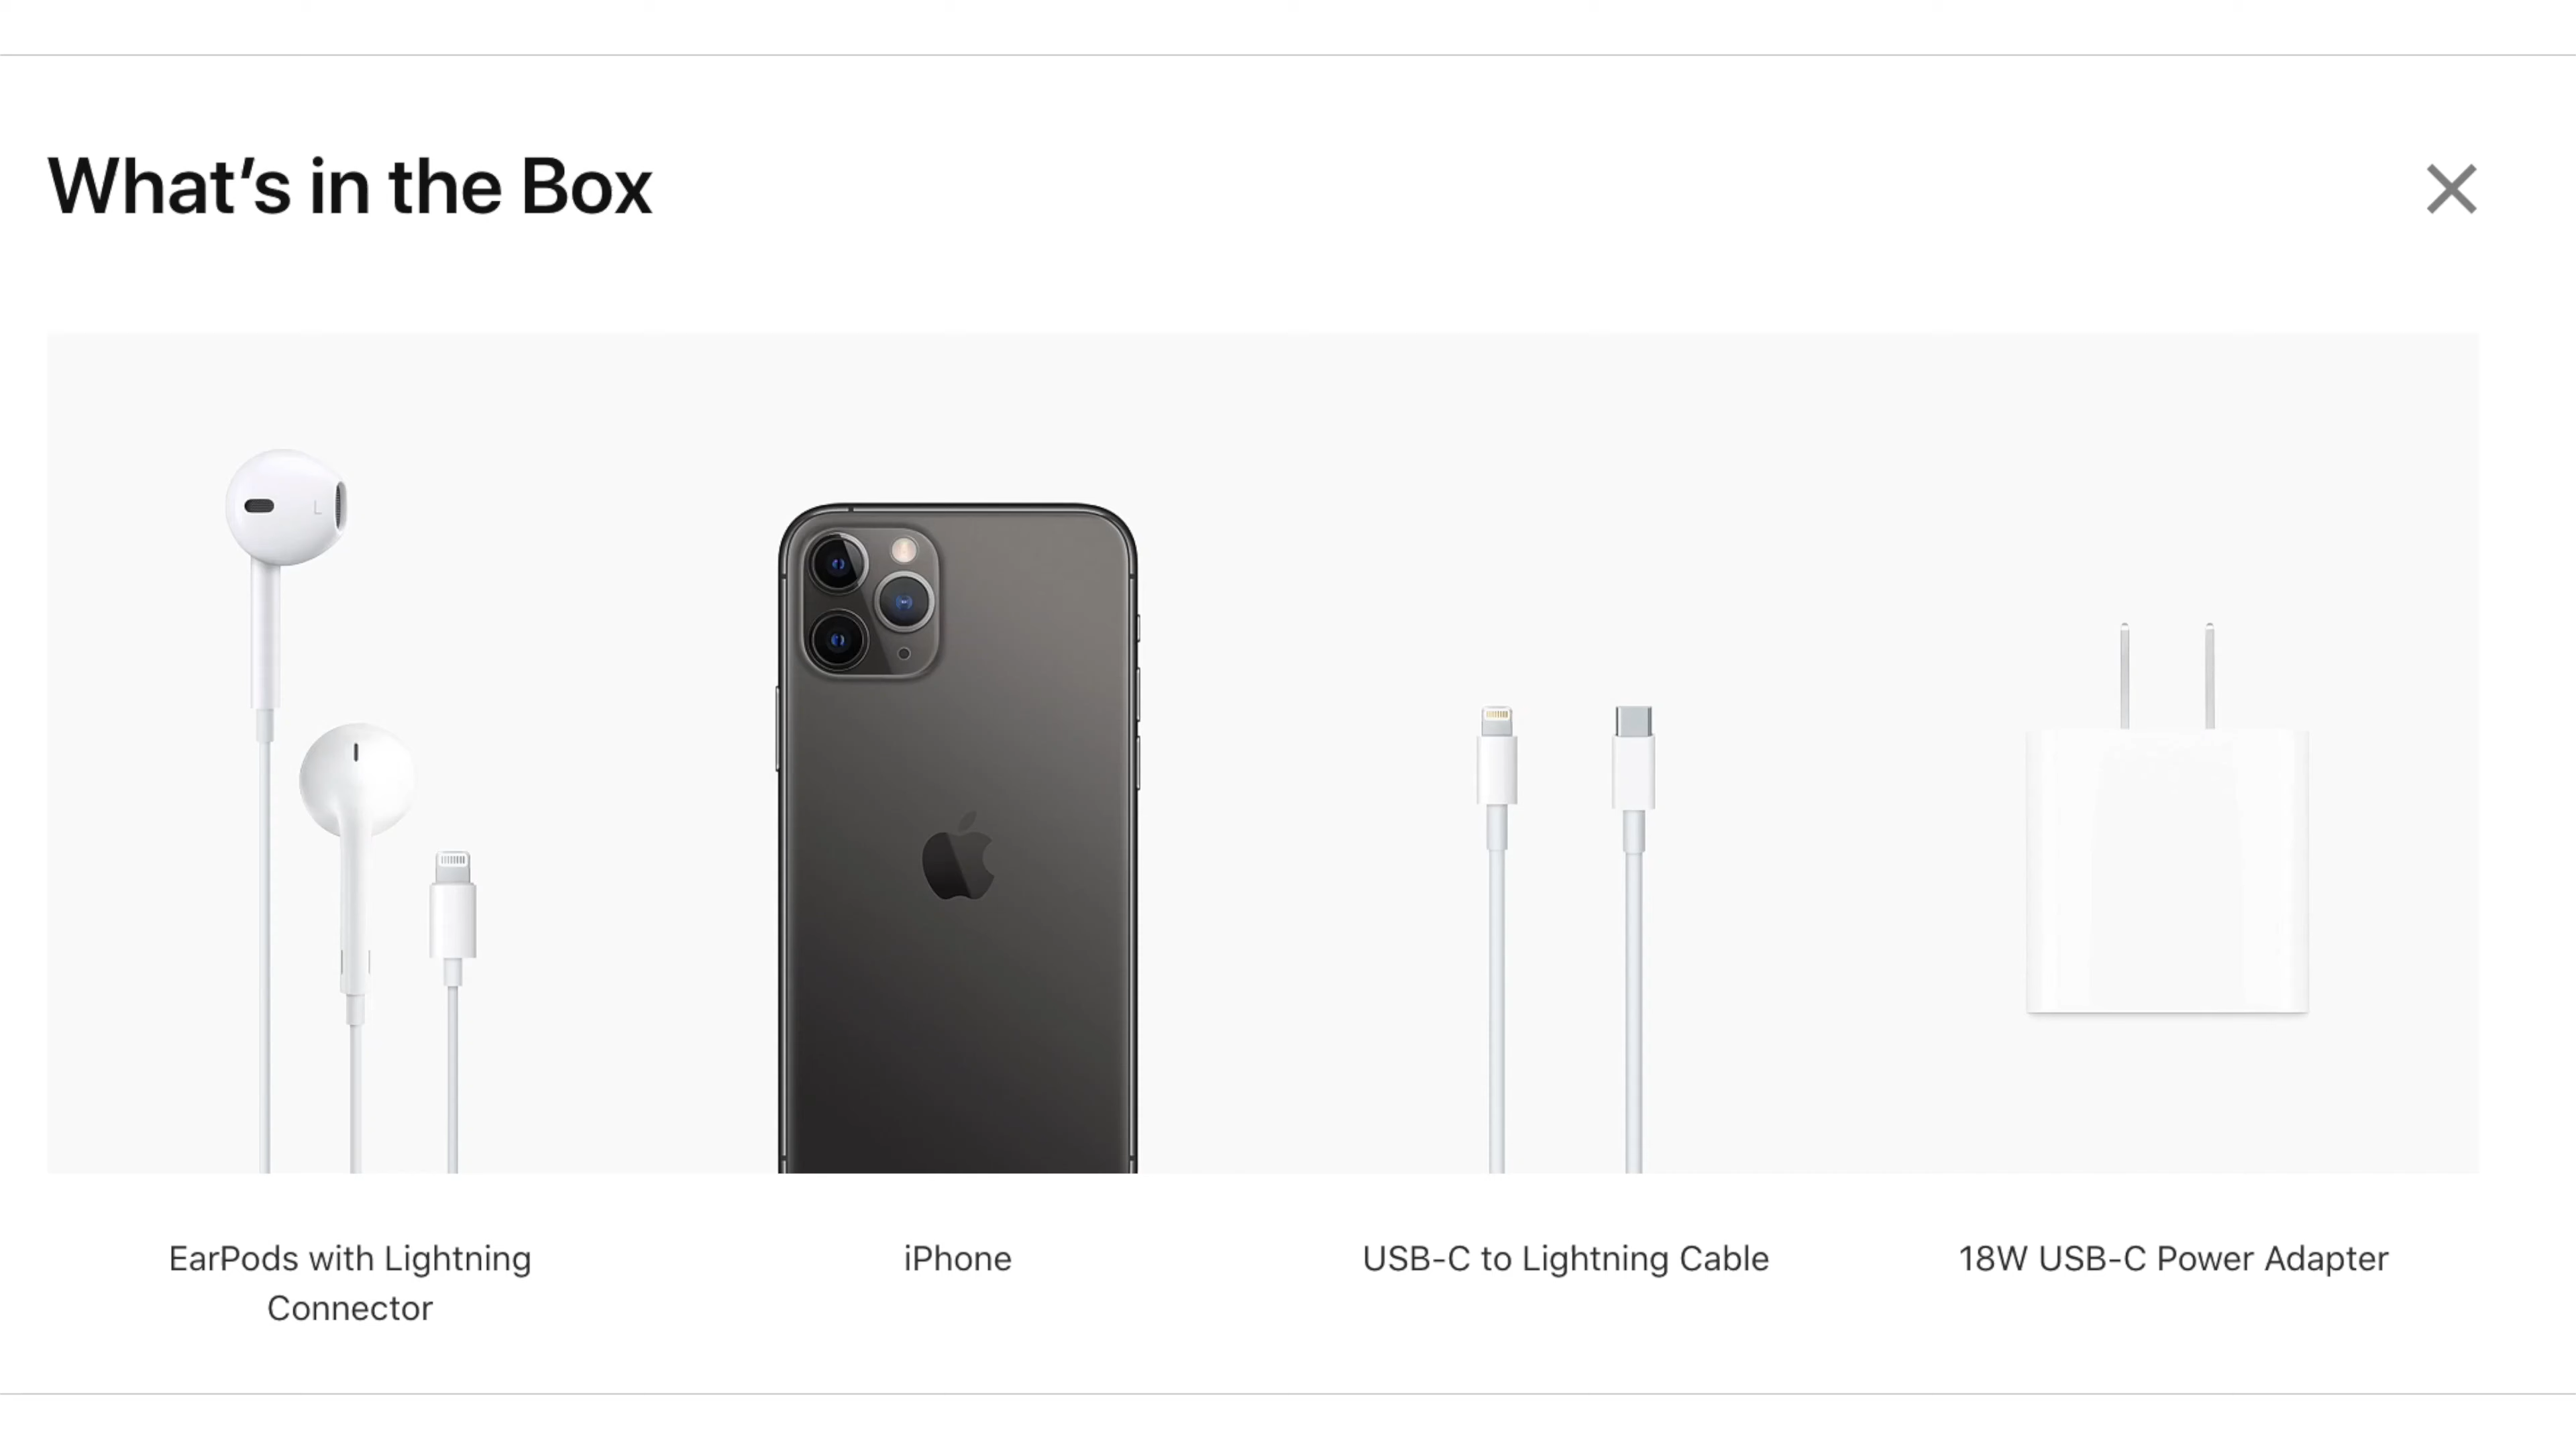 What’s in the Box
L
EarPods with Lightning
Connector
iPhone
USB-C to Lightning Cable
18W USB-C Power Adapter